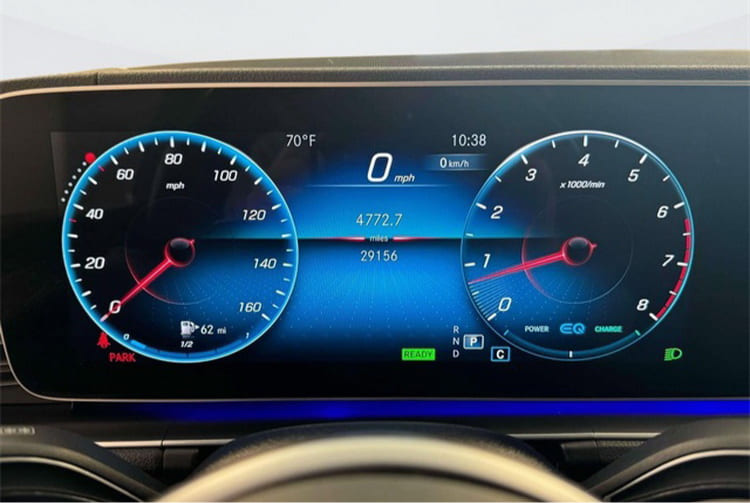 70°F
10:38
0 mph
0 km/h
4772.7
miles
29156
0
20
40
60
80
100
120
140
160
mph
62 mi
0
1/2
1
PARK
READY
R
N
D
P
C
0
1
2
3
4
5
6
7
8
x1000/min
POWER
EQ
CHARGE